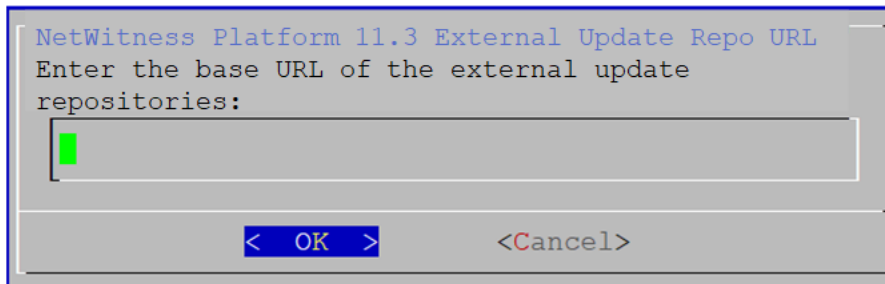 NetWitness Platform 11.3 External Update Repo URL
Enter the base URL of the external update
repositories:
< OK > <Cancel>